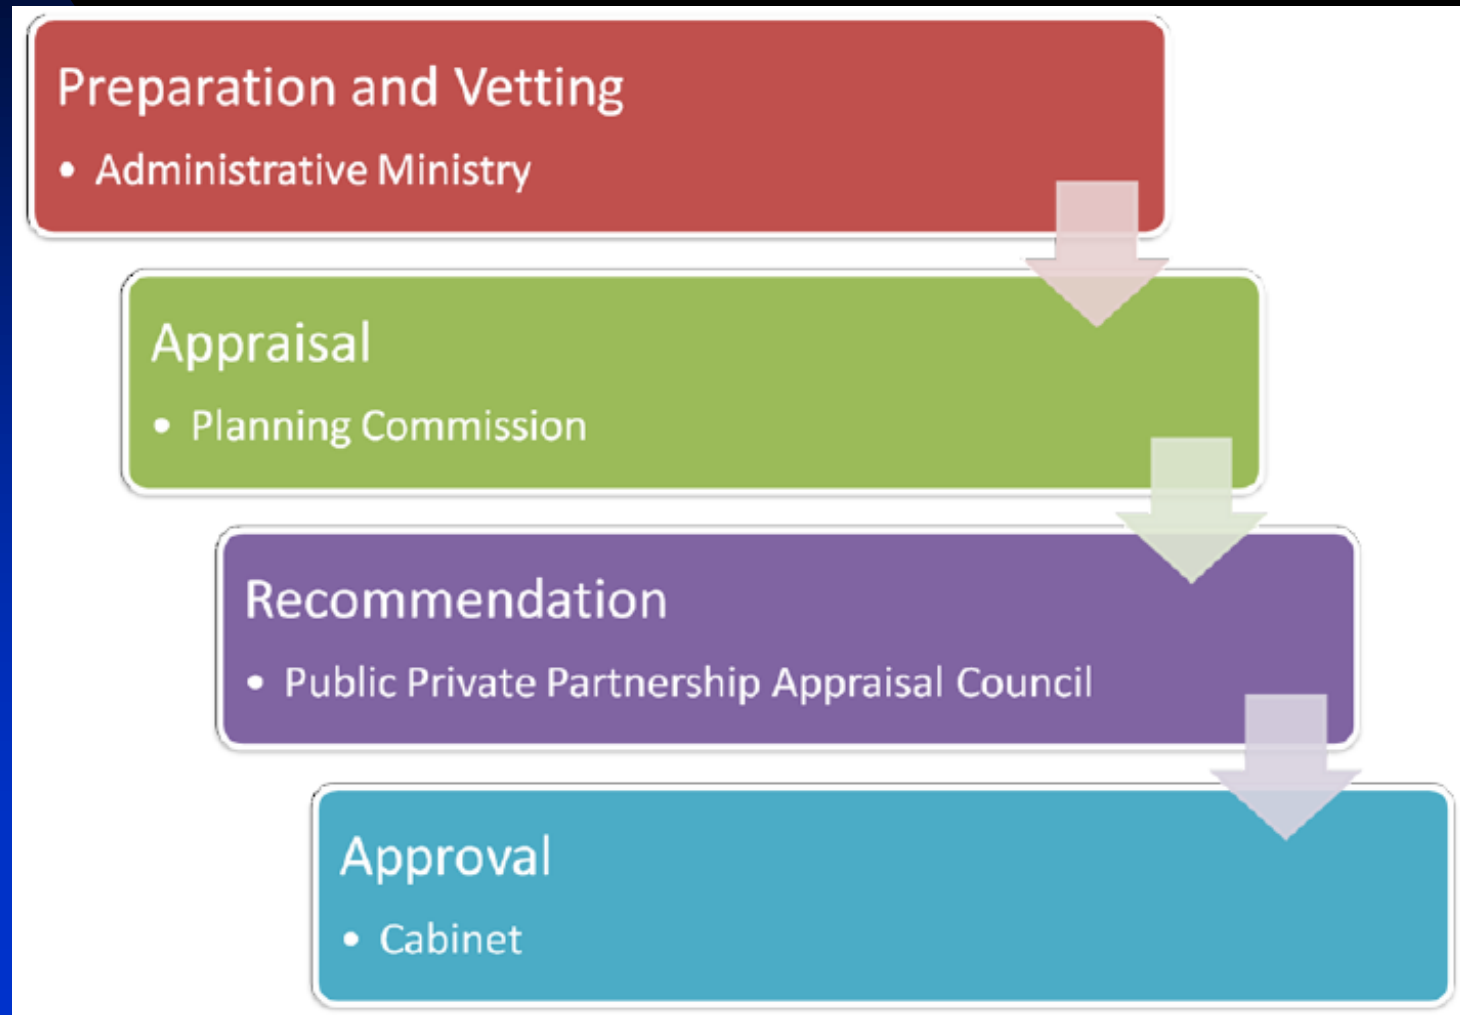 Preparation and Vetting
• Administrative Ministry
Appraisal
• Planning Commission
Recommendation
• Public Private Partnership Appraisal Council
Approval
• Cabinet